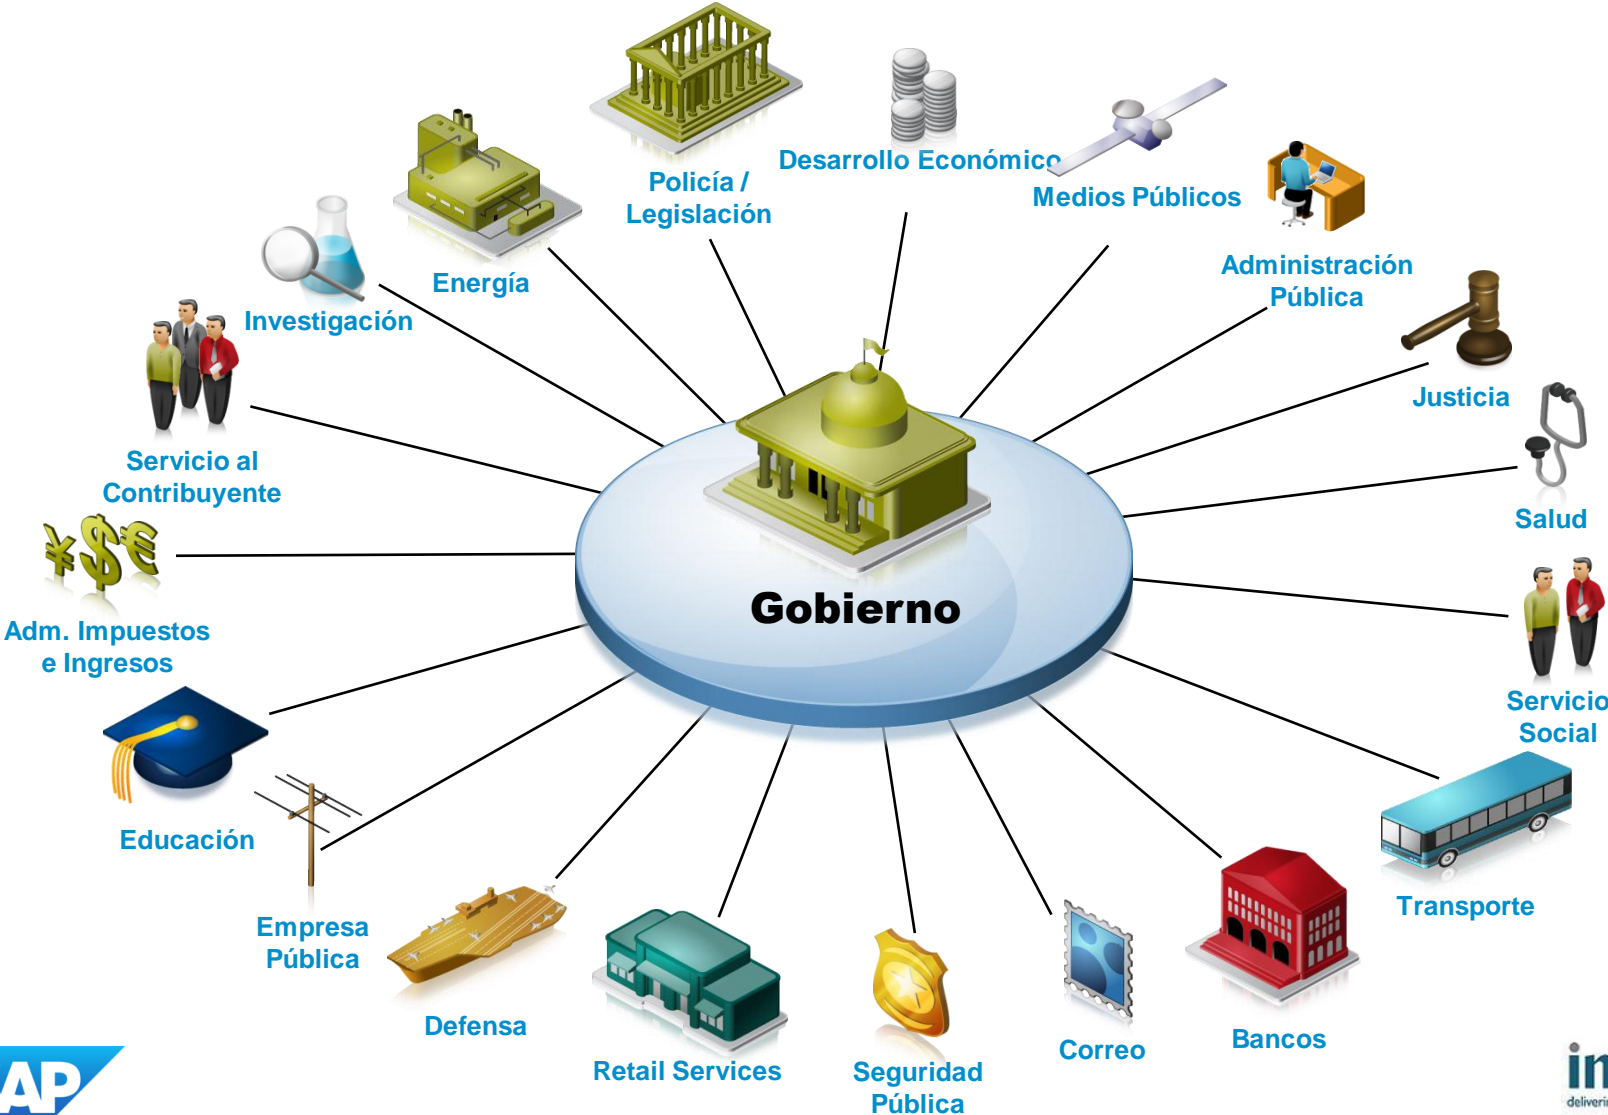 Desarrollo Económico
Policía /
Legislación
Medios Públicos
Energía
Administración
Pública
Investigación
Justicia
Servicio al
Contribuyente
Salud
Gobierno
Adm. Impuestos
e Ingresos
Servicio
Social
Educación
Transporte
Empresa
Pública
Defensa
Retail Services
Seguridad
Pública
Correo
Bancos
AP
in